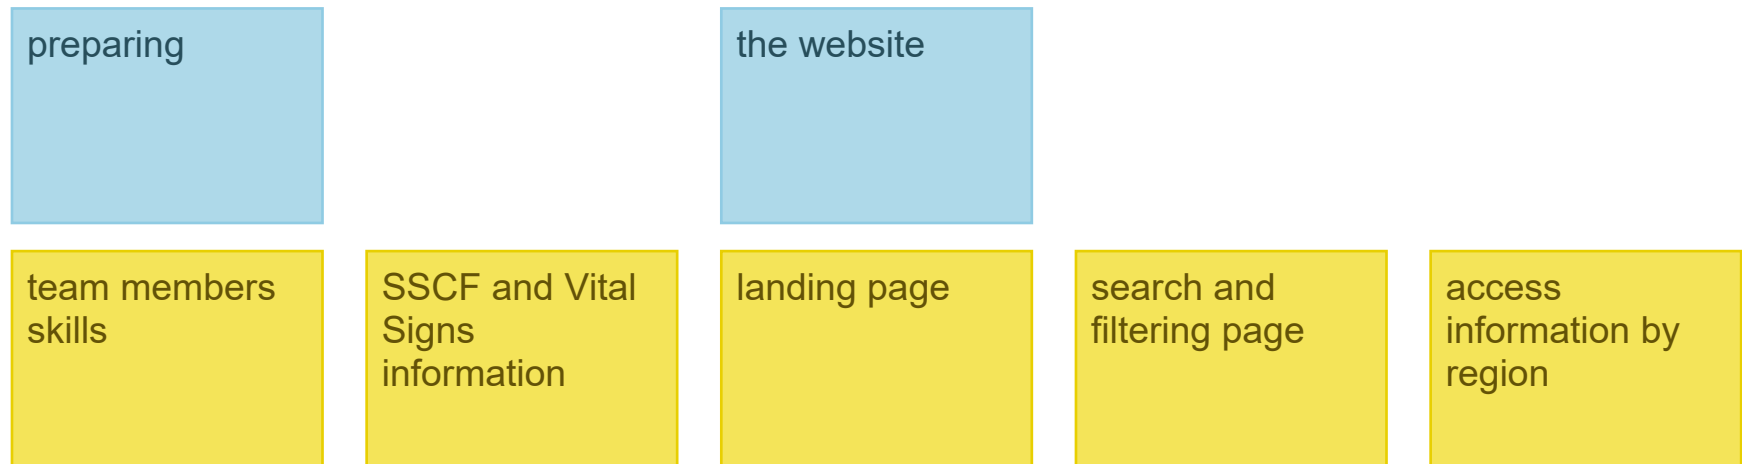 preparing
the website
team members
skills
SSCF and Vital
Signs
information
landing page
search and
filtering page
access
information by
region